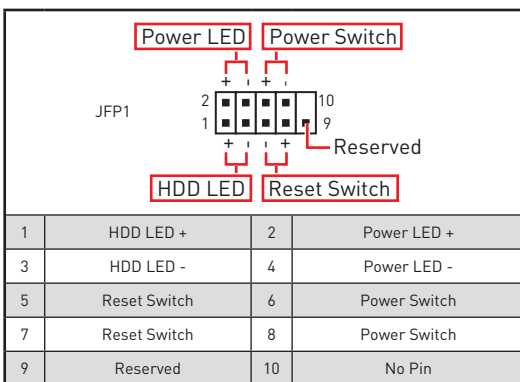 Power LED Power Switch
+ - + -
JFP1
2 10
1 9
+ - - +
Reserved
HDD LED Reset Switch
1 HDD LED + 2 Power LED +
3 HDD LED - 4 Power LED -
5 Reset Switch 6 Power Switch
7 Reset Switch 8 Power Switch
9 Reserved 10 No Pin